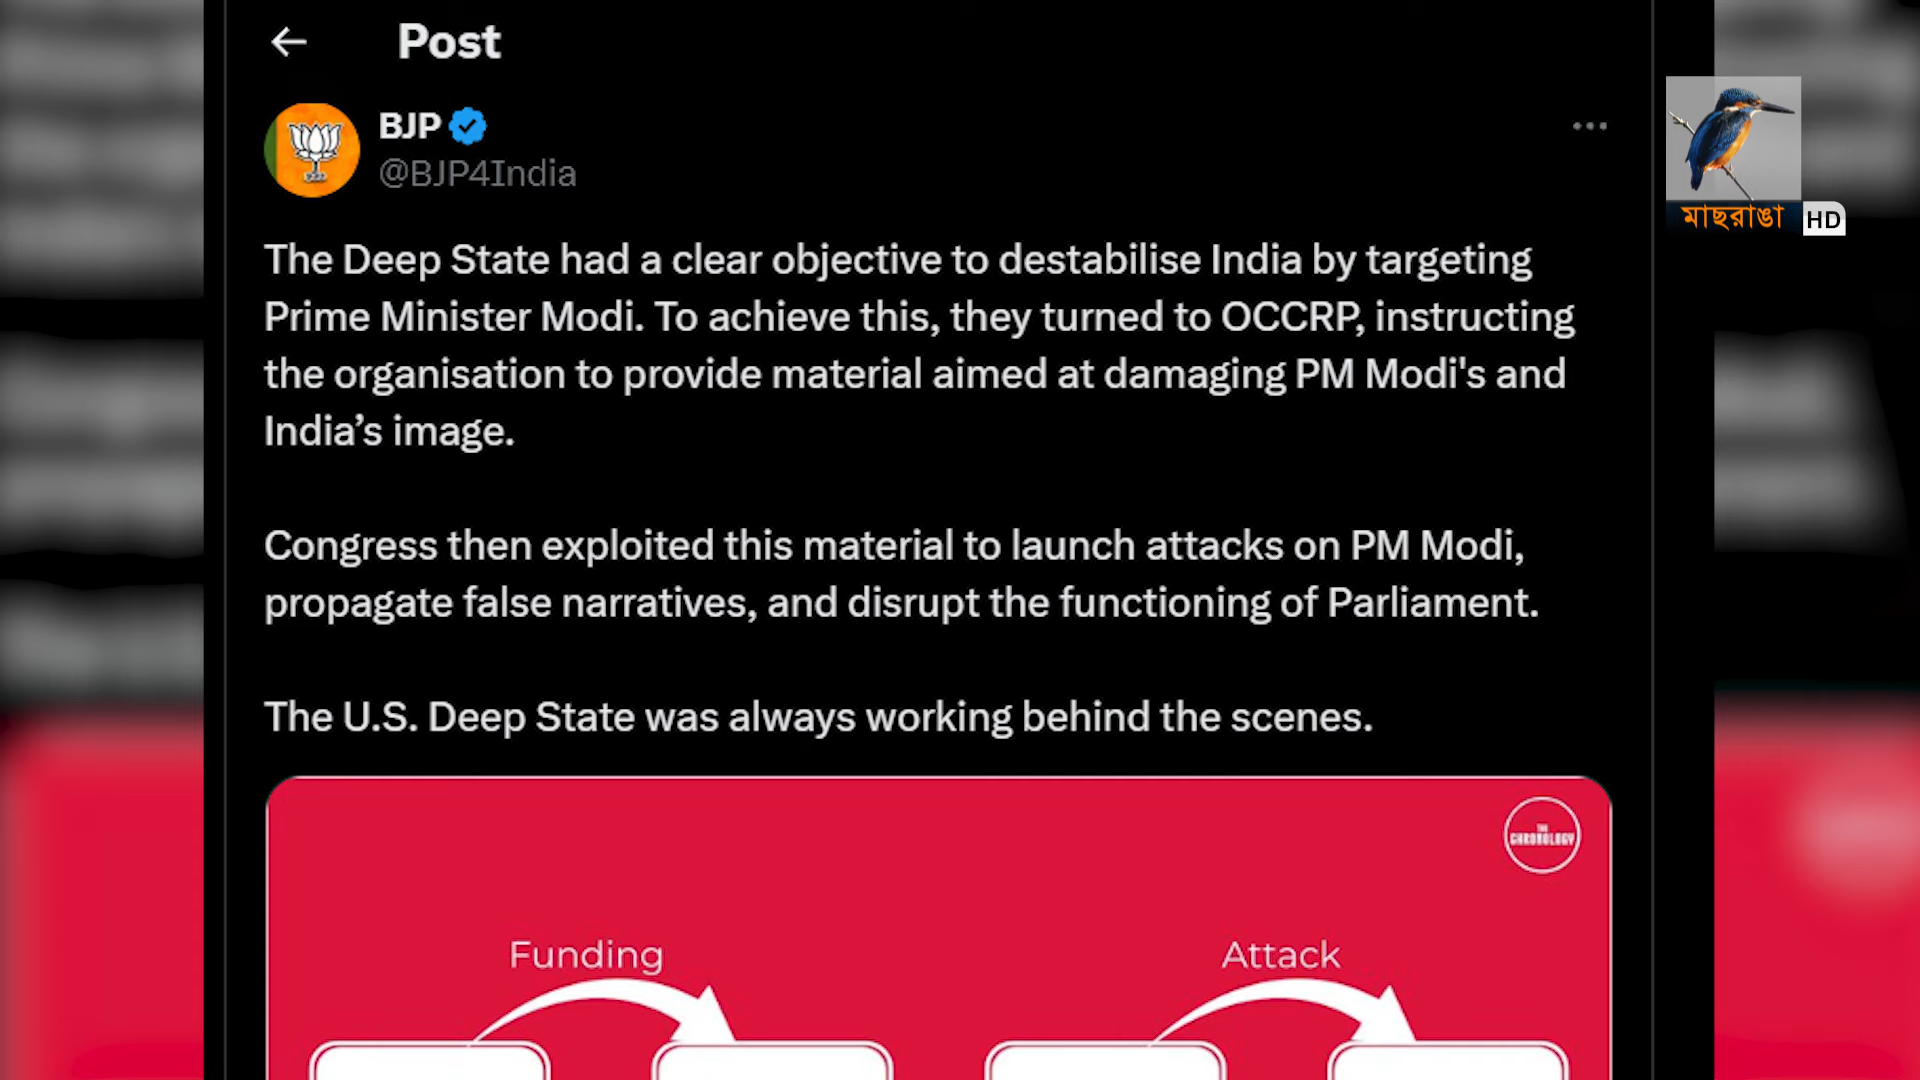 Post
BJP
@BJP4India
মাছরাঙা HD
The Deep State had a clear objective to destabilise India by targeting
Prime Minister Modi. To achieve this, they turned to OCCRP, instructing
the organisation to provide material aimed at damaging PM Modi's and
India’s image.
Congress then exploited this material to launch attacks on PM Modi,
propagate false narratives, and disrupt the functioning of Parliament.
The U.S. Deep State was always working behind the scenes.
THE
CHRONOLOGY
Funding
Attack